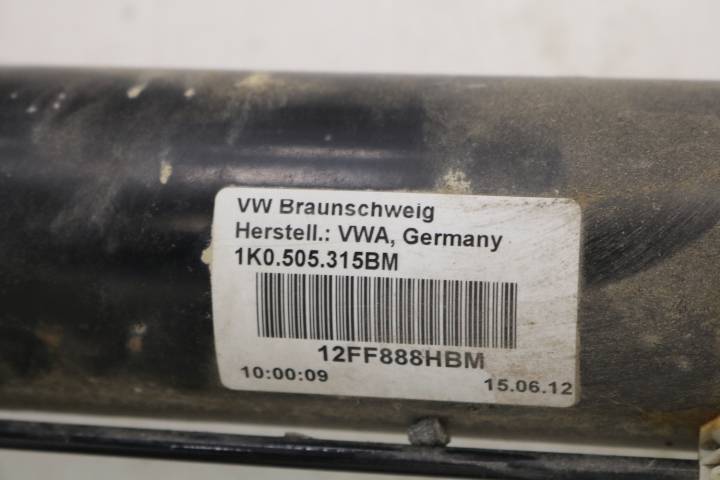 VW Braunschweig
Herstell.: VWA, Germany
1K0.505.315BM
12FF888HBM
10:00:09 15.06.12